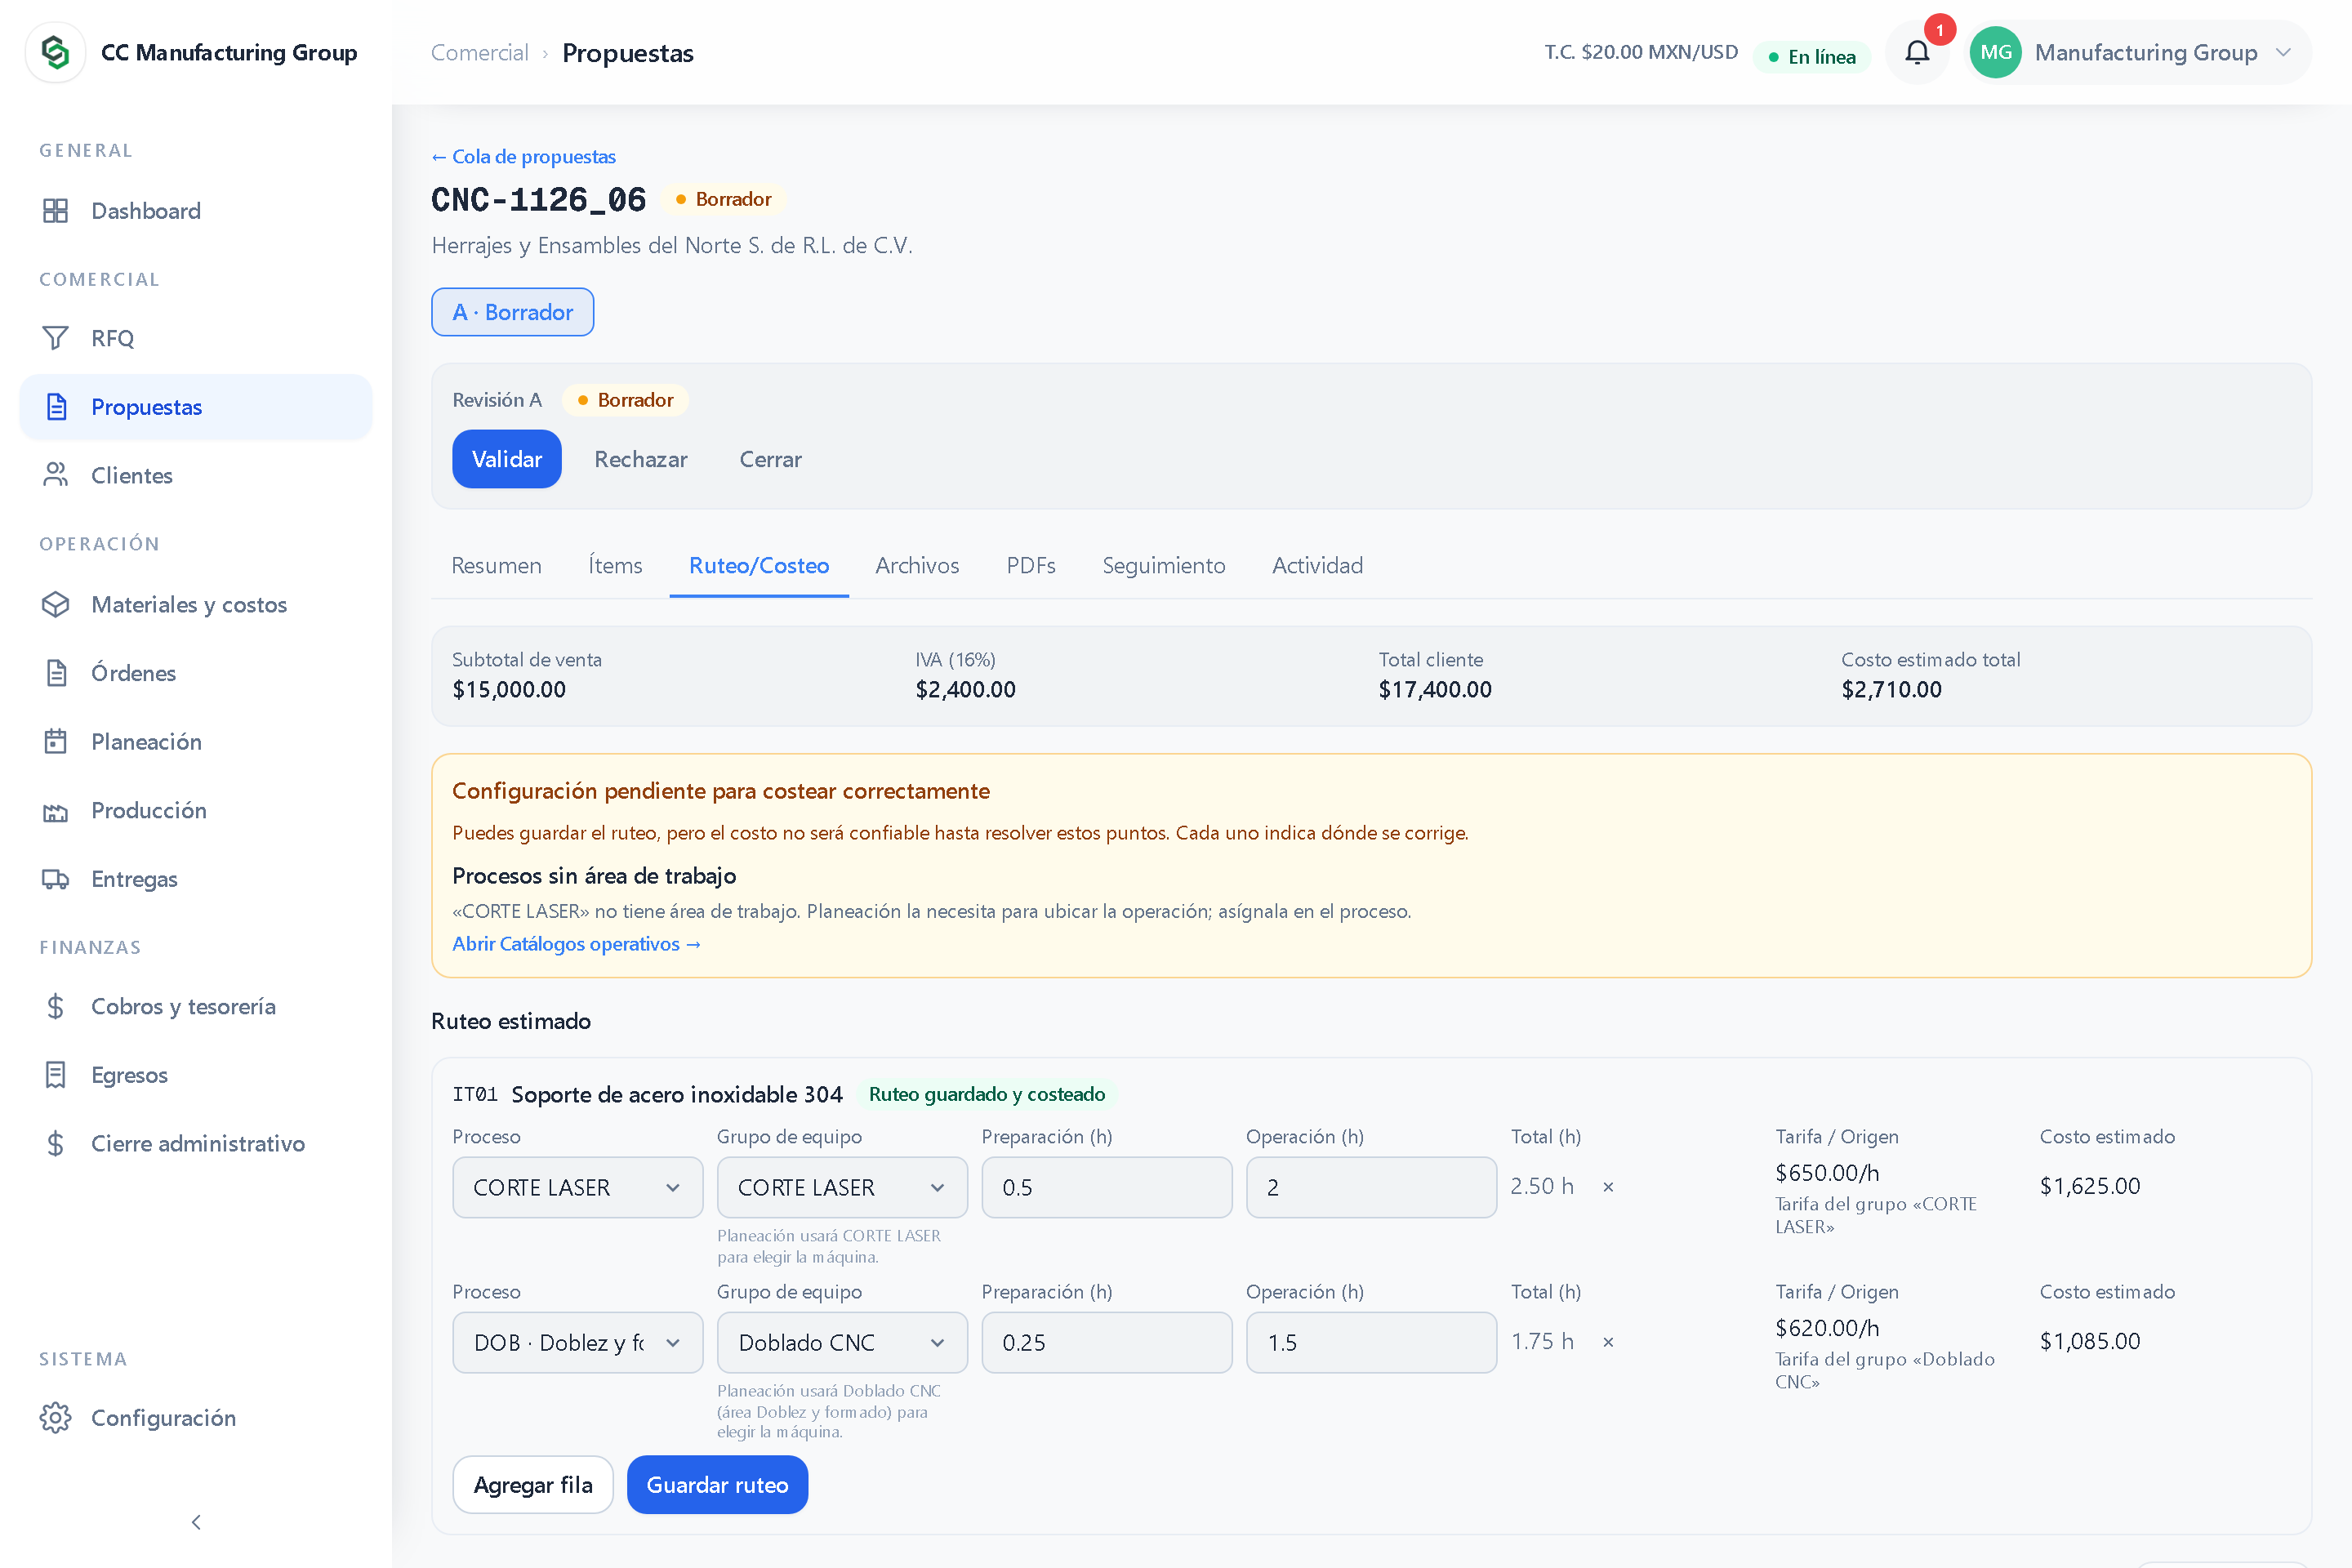 CC Manufacturing Group
Comercial › Propuestas
T.C. $20.00 MXN/USD
En línea
1
MG
Manufacturing Group
GENERAL
Dashboard
COMERCIAL
RFQ
Propuestas
Clientes
OPERACIÓN
Materiales y costos
Órdenes
Planeación
Producción
Entregas
FINANZAS
Cobros y tesorería
Egresos
Cierre administrativo
SISTEMA
Configuración
← Cola de propuestas
CNC-1126_06 Borrador
Herrajes y Ensambles del Norte S. de R.L. de C.V.
A · Borrador
Revisión A Borrador
Validar Rechazar Cerrar
Resumen Ítems Ruteo/Costeo Archivos PDFs Seguimiento Actividad
Subtotal de venta IVA (16%) Total cliente Costo estimado total
$15,000.00 $2,400.00 $17,400.00 $2,710.00
Configuración pendiente para costear correctamente
Puedes guardar el ruteo, pero el costo no será confiable hasta resolver estos puntos. Cada uno indica dónde se corrige.
Procesos sin área de trabajo
«CORTE LASER» no tiene área de trabajo. Planeación la necesita para ubicar la operación; asígnala en el proceso.
Abrir Catálogos operativos →
Ruteo estimado
IT01 Soporte de acero inoxidable 304 Ruteo guardado y costeado
Proceso Grupo de equipo Preparación (h) Operación (h) Total (h) Tarifa / Origen Costo estimado
CORTE LASER CORTE LASER 0.5 2 2.50 h × $650.00/h $1,625.00
Tarifa del grupo «CORTE
LASER»
Planeación usará CORTE LASER
para elegir la máquina.
Proceso Grupo de equipo Preparación (h) Operación (h) Total (h) Tarifa / Origen Costo estimado
DOB · Doblez y fo Doblado CNC 0.25 1.5 1.75 h × $620.00/h $1,085.00
Tarifa del grupo «Doblado
CNC»
Planeación usará Doblado CNC
(área Doblez y formado) para
elegir la máquina.
Agregar fila Guardar ruteo